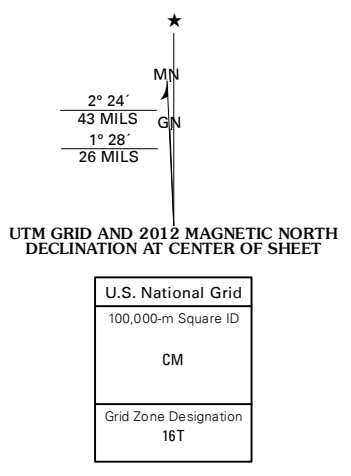 MN
2° 24´
43 MILS
GN
1° 28´
26 MILS
UTM GRID AND 2012 MAGNETIC NORTH
DECLINATION AT CENTER OF SHEET
U.S. National Grid
100,000-m Square ID
CM
Grid Zone Designation
16T